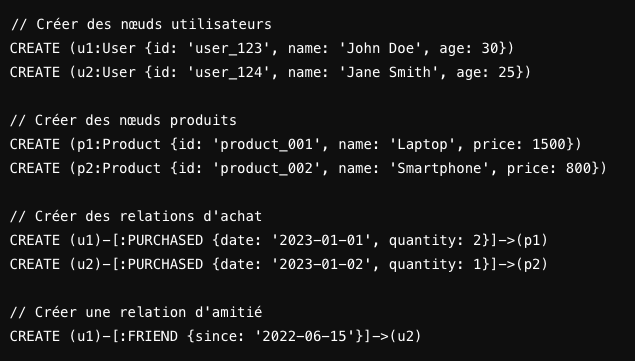 // Créer des nœuds utilisateurs
CREATE (u1:User {id: 'user_123', name: 'John Doe', age: 30})
CREATE (u2:User {id: 'user_124', name: 'Jane Smith', age: 25})
// Créer des nœuds produits
CREATE (p1:Product {id: 'product_001', name: 'Laptop', price: 1500})
CREATE (p2:Product {id: 'product_002', name: 'Smartphone', price: 800})
// Créer des relations d'achat
CREATE (u1)-[:PURCHASED {date: '2023-01-01', quantity: 2}]->(p1)
CREATE (u2)-[:PURCHASED {date: '2023-01-02', quantity: 1}]->(p2)
// Créer une relation d'amitié
CREATE (u1)-[:FRIEND {since: '2022-06-15'}]->(u2)